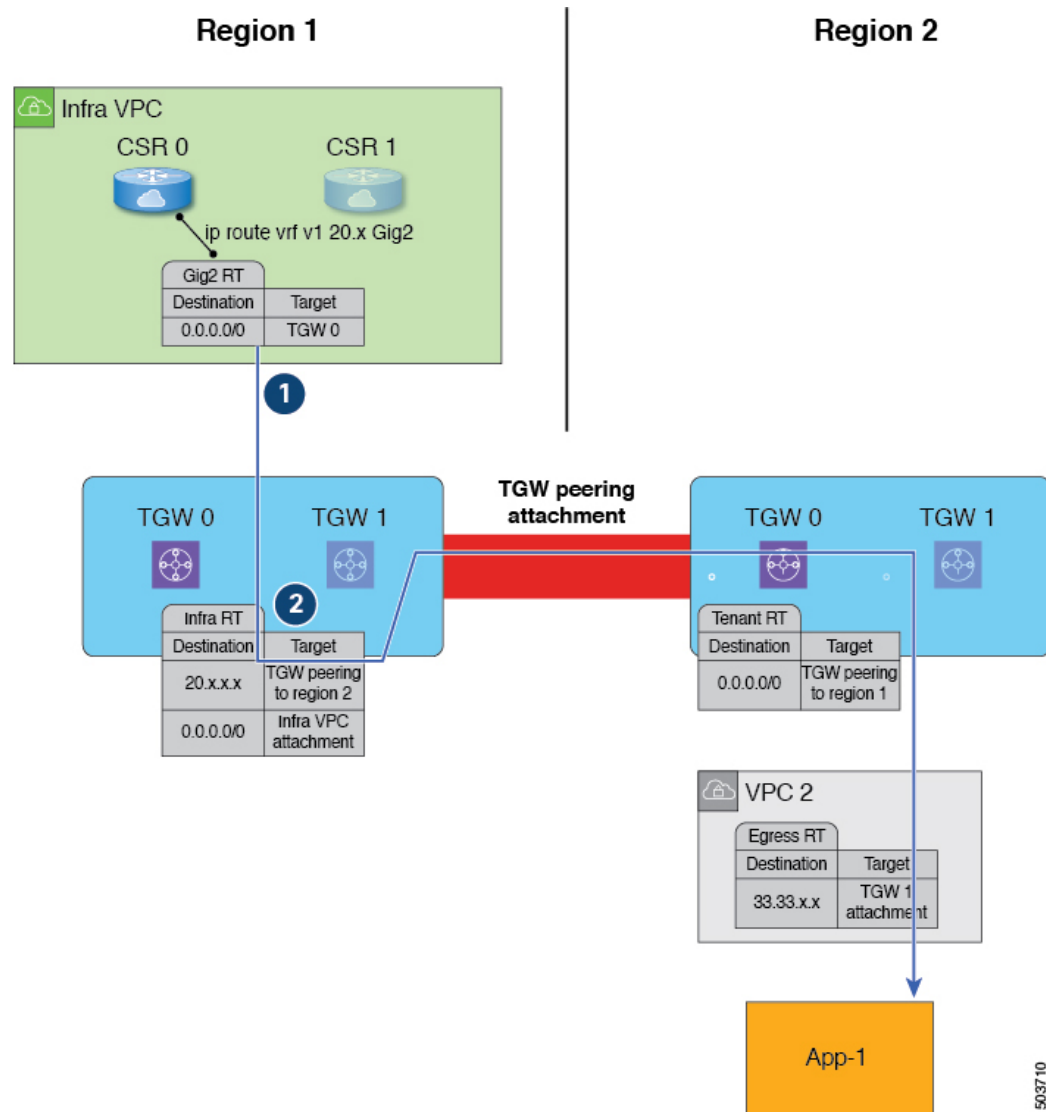 Region 1
Region 2
Infra VPC
CSR 0
CSR 1
ip route vrf v1 20.x Gig2
Gig2 RT
Destination Target
0.0.0.0/0 TGW 0
1
TGW peering
attachment
TGW 0
TGW 1
TGW 0
TGW 1
2
Infra RT
Destination Target
20.x.x.x TGW peering
to region 2
0.0.0.0/0 Infra VPC
attachment
Tenant RT
Destination Target
0.0.0.0/0 TGW peering
to region 1
VPC 2
Egress RT
Destination Target
33.33.x.x TGW 1
attachment
App-1
503710